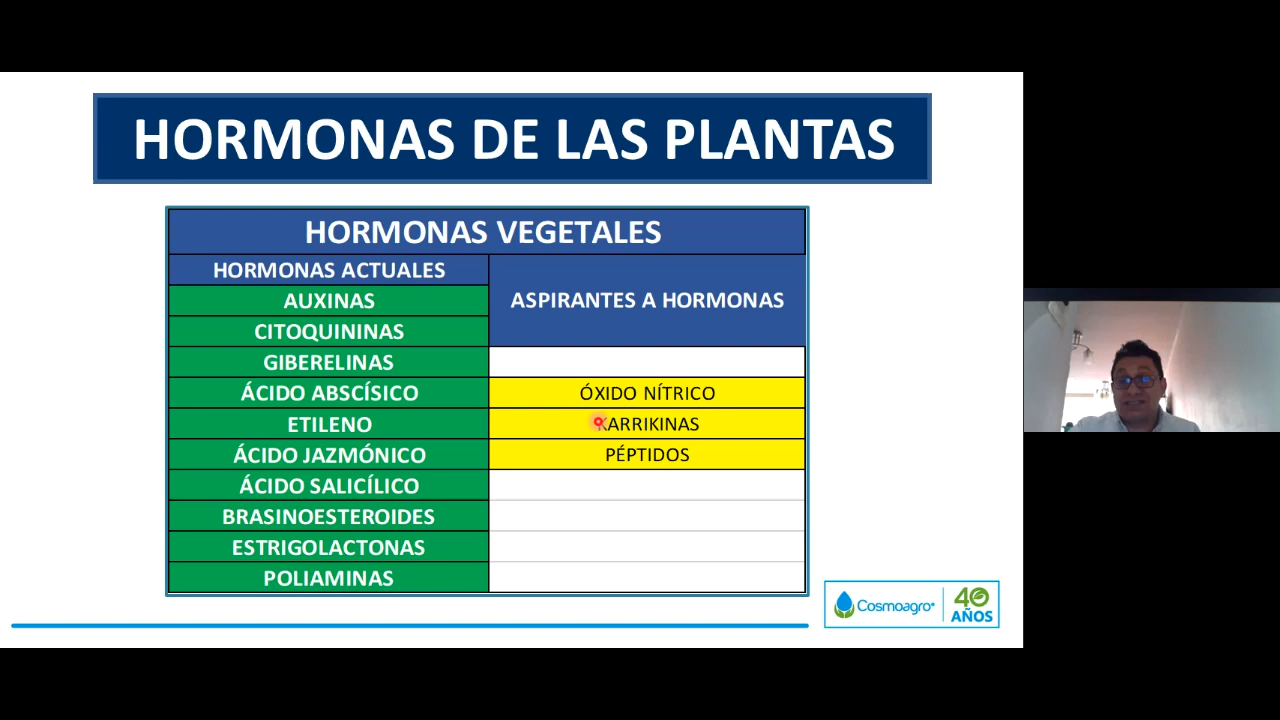 HORMONAS DE LAS PLANTAS
HORMONAS VEGETALES
HORMONAS ACTUALES
ASPIRANTES A HORMONAS
AUXINAS
CITOQUININAS
GIBERELINAS
ÁCIDO ABSCÍSICO
ÓXIDO NÍTRICO
ETILENO
KARRIKINAS
ÁCIDO JAZMÓNICO
PÉPTIDOS
ÁCIDO SALICÍLICO
BRASINOESTEROIDES
ESTRIGOLACTONAS
POLIAMINAS
Cosmoagro
40
AÑOS